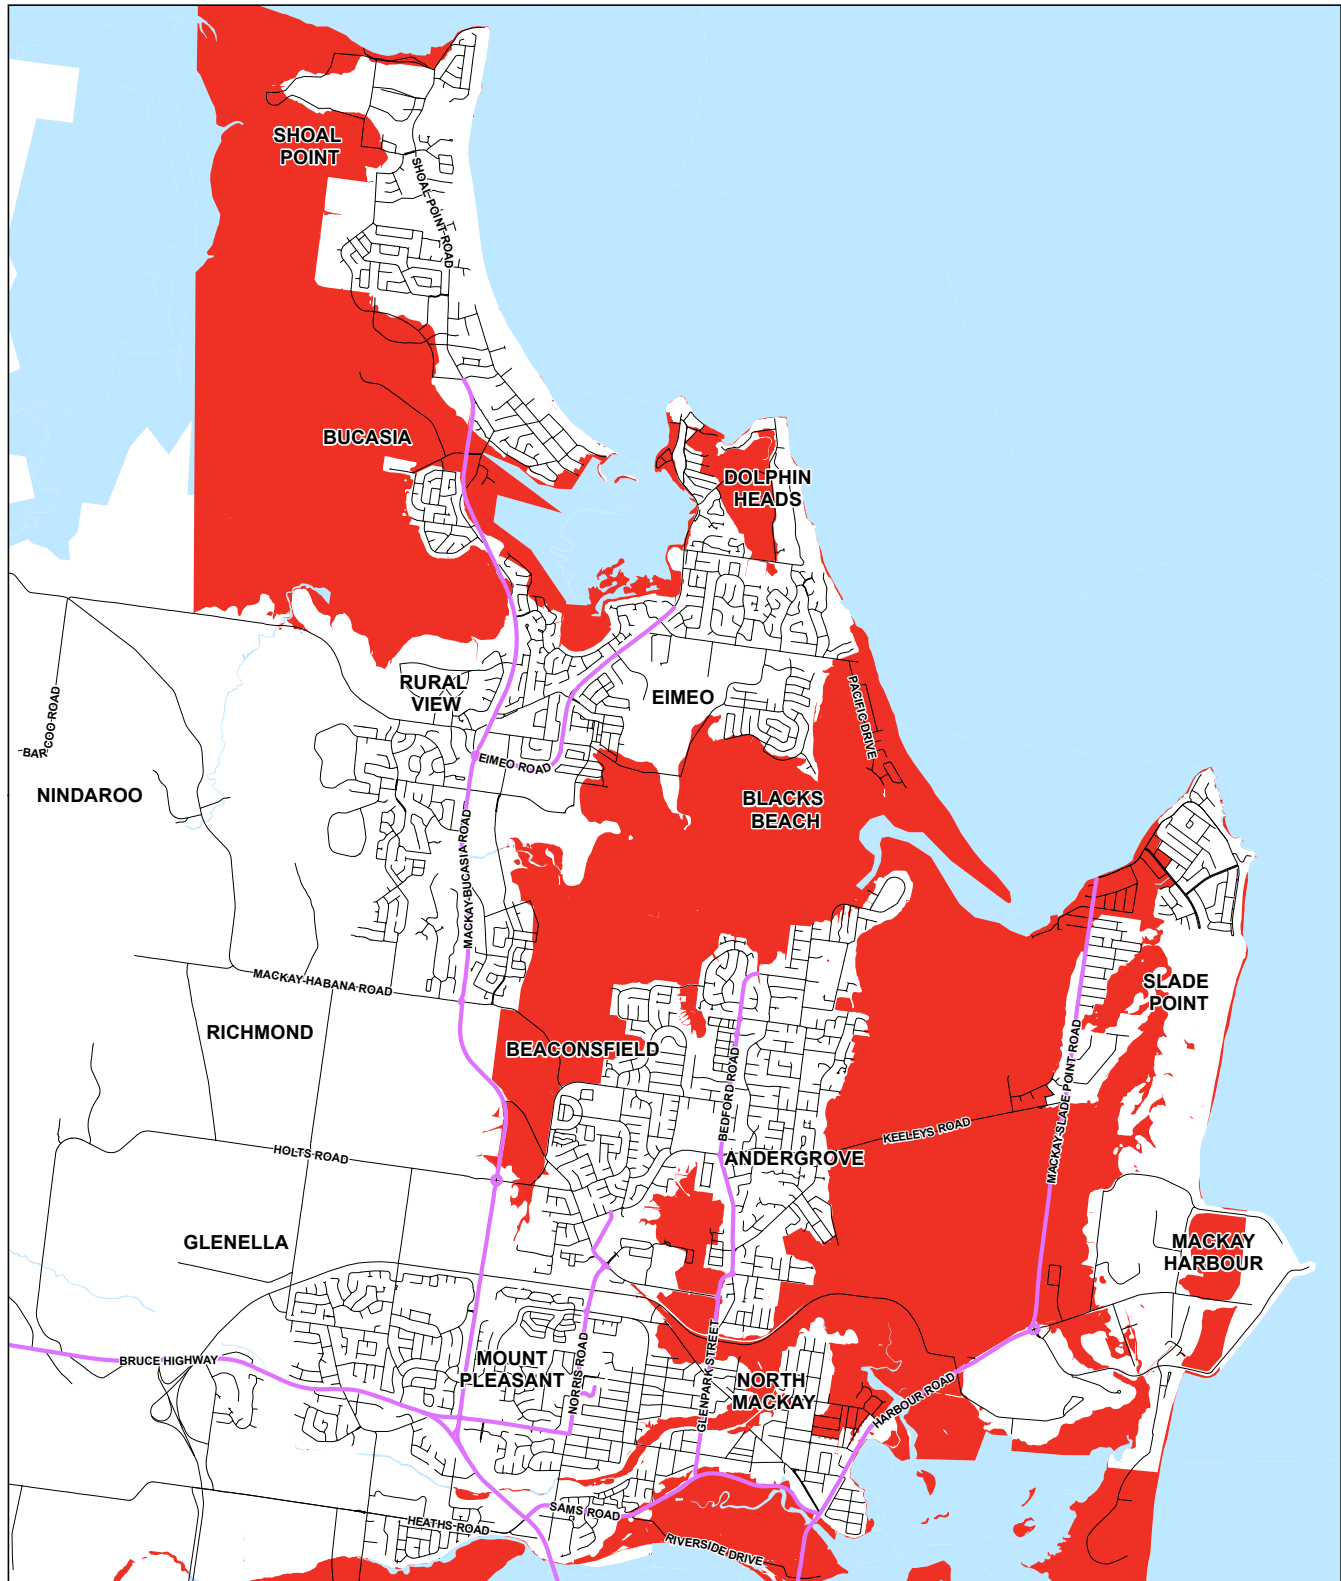 SHOAL
POINT
SHOAL POINT ROAD
BUCASIA
DOLPHIN
HEADS
RURAL
VIEW
EIMEO
PACIFIC DRIVE
BAR COO ROAD
EIMEO ROAD
NINDAROO
BLACKS
BEACH
MACKAY-BUCASIA ROAD
MACKAY-HABANA ROAD
SLADE
POINT
RICHMOND
BEACONSFIELD
MACKAY-SLADE POINT ROAD
BEDFORD ROAD
KEELEYS ROAD
HOLTS ROAD
ANDERGROVE
GLENELLA
MACKAY
HARBOUR
BRUCE HIGHWAY
MOUNT
PLEASANT
NORRIS ROAD
GLENPARK STREET
NORTH
MACKAY
HARBOUR ROAD
SAMS ROAD
HEATHS ROAD
RIVERSIDE DRIVE